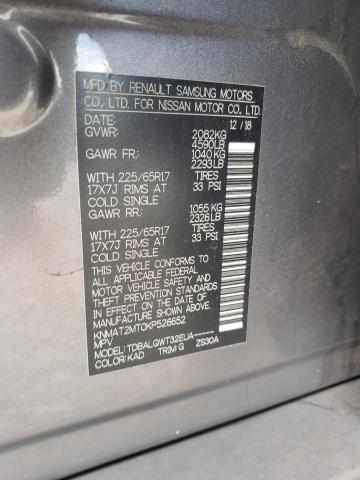 MFD BY RENAULT SAMSUNG MOTORS
CO., LTD. FOR NISSAN MOTOR CO., LTD.
DATE: 12/18
GVWR: 2082KG
4590LB
GAWR FR: 1040KG
2293LB
WITH 225/65R17 TIRES
17X7J RIMS AT 33 PSI
COLD SINGLE
GAWR RR: 1055 KG
2326LB
WITH 225/65R17 TIRES
17X7J RIMS AT 33 PSI
COLD SINGLE
THIS VEHICLE CONFORMS TO
ALL APPLICABLE FEDERAL
MOTOR VEHICLE SAFETY
STANDARDS IN EFFECT ON
THE DATE OF MANUFACTURE
SHOWN ABOVE.
KNMAT2MT0KP526652
MPV
MODEL: TDBALGWT32EUA-----
COLOR: KAD TRIM: G ZS30A